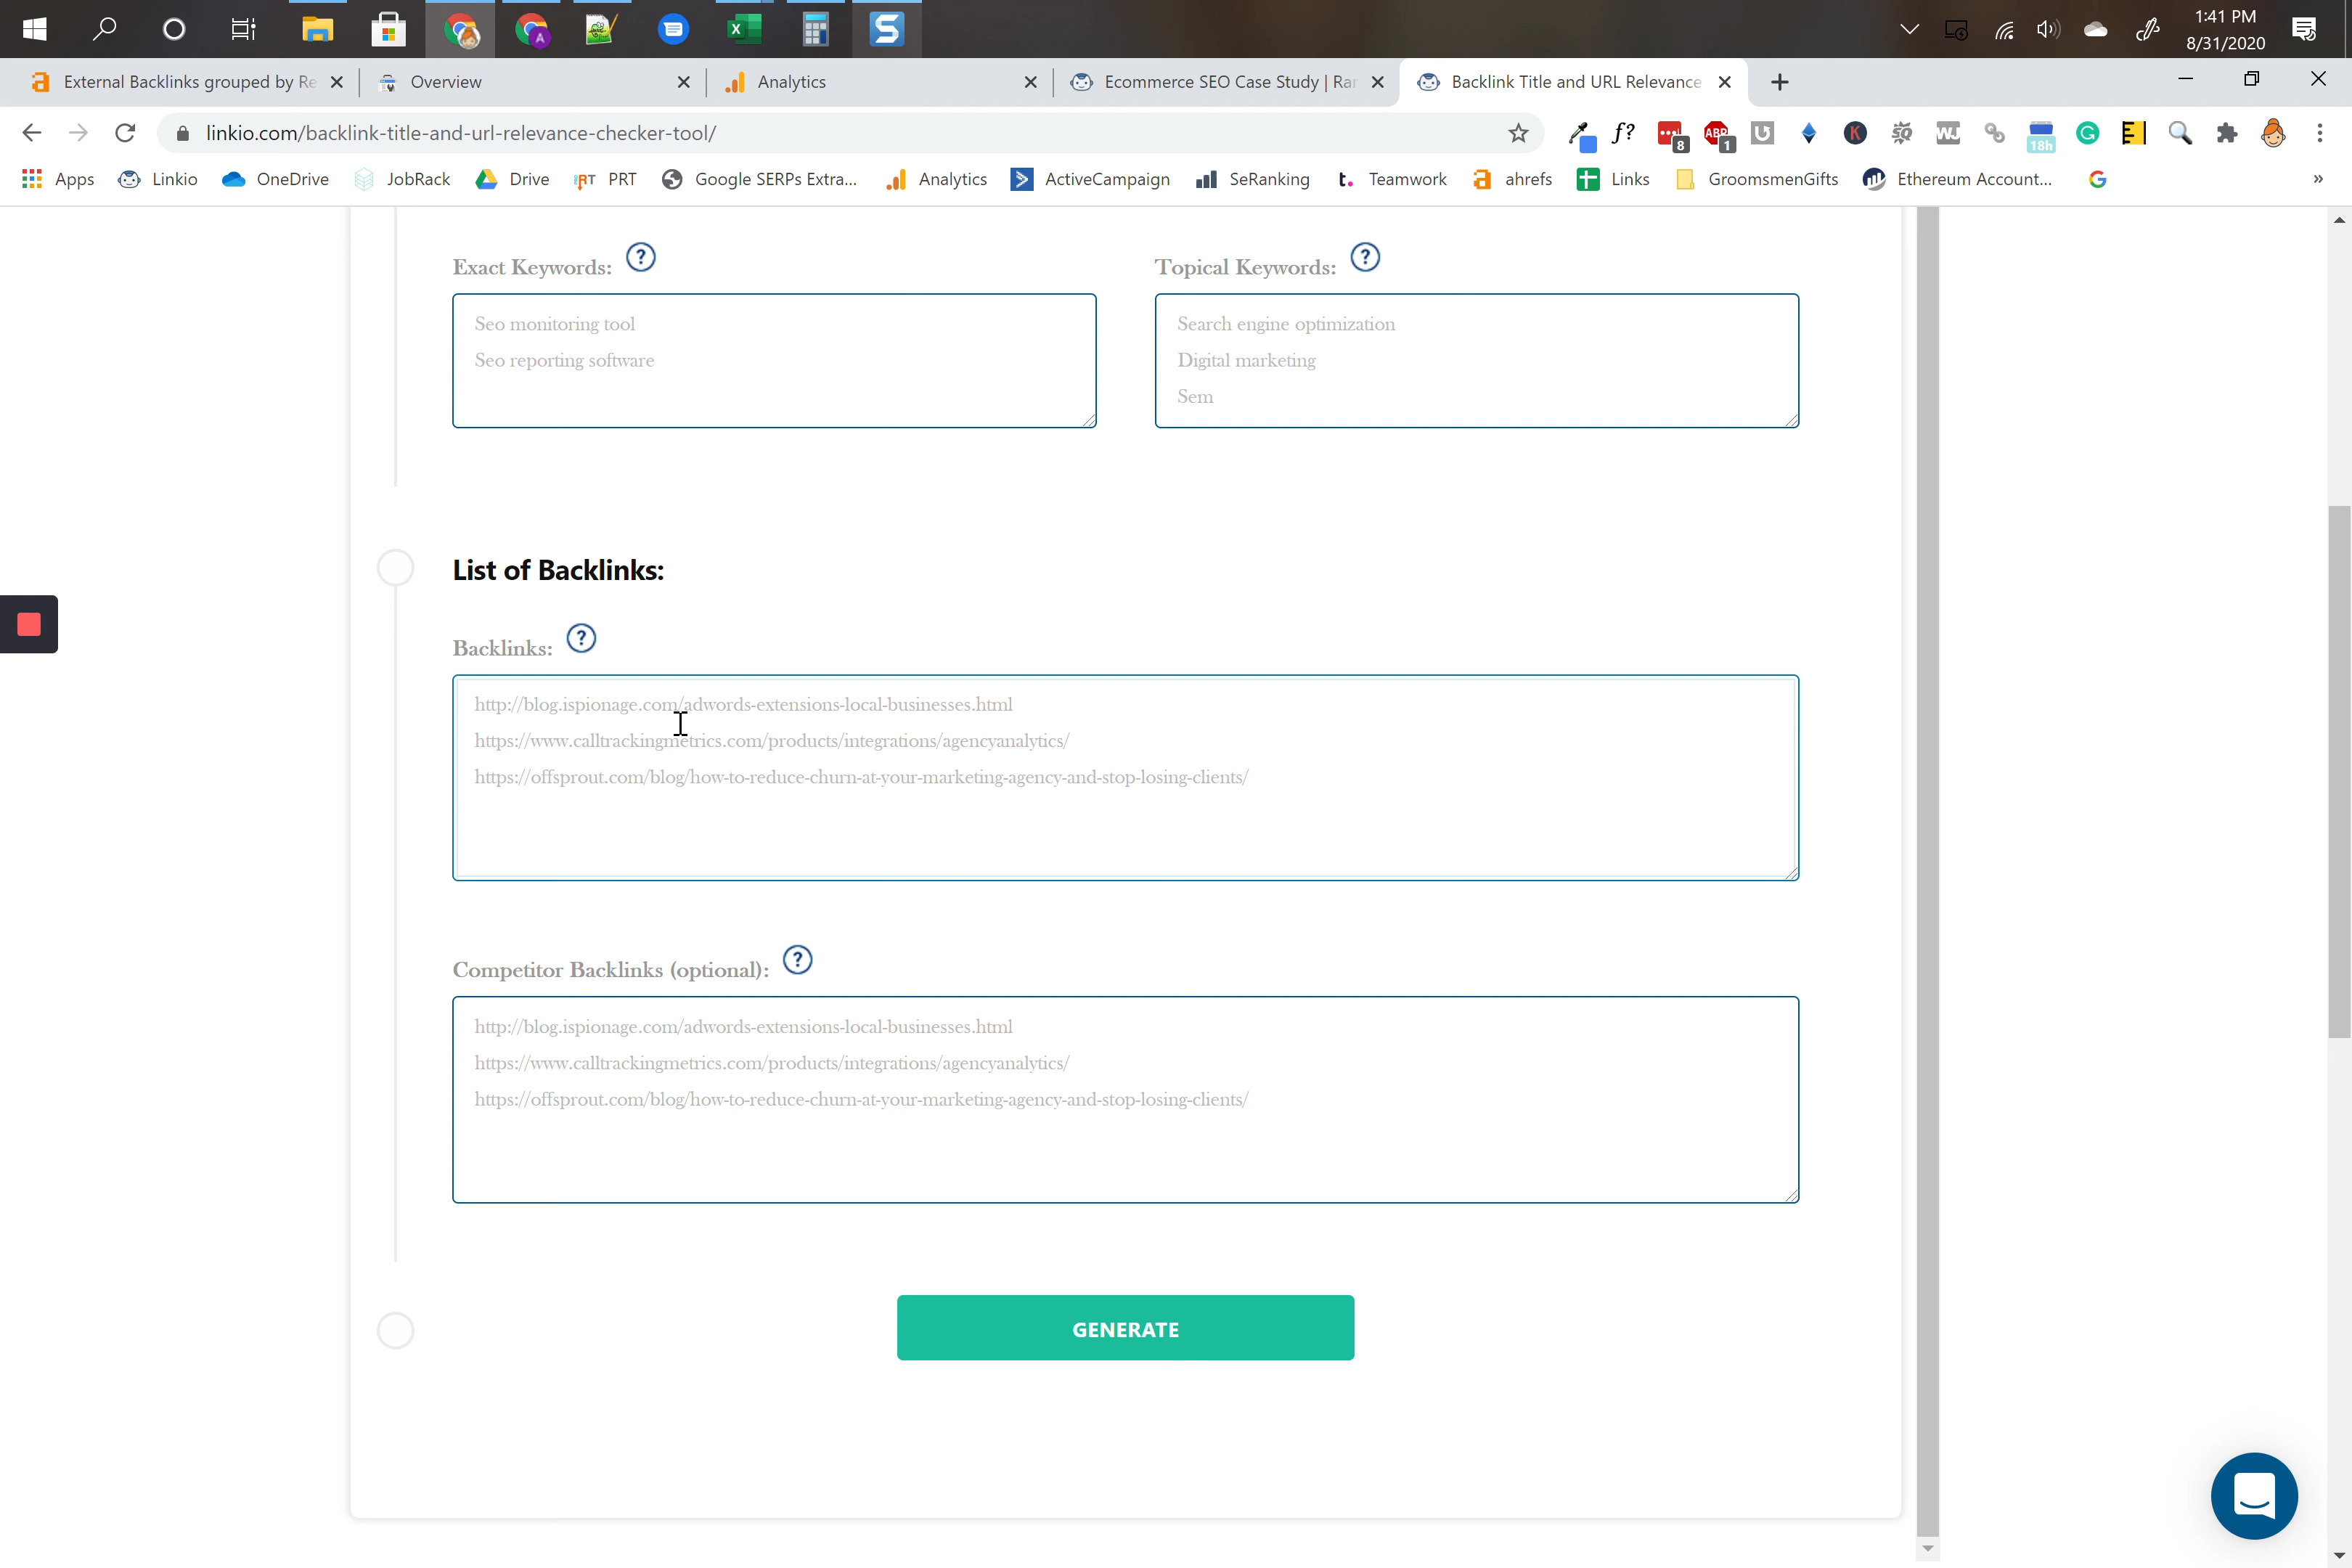 1:41 PM
8/31/2020
External Backlinks grouped by Re
Overview
Analytics
Ecommerce SEO Case Study | Ran
Backlink Title and URL Relevance
linkio.com/backlink-title-and-url-relevance-checker-tool/
f?
8
ABP
1
K
SQ
WJ
18h
G
Apps
Linkio
OneDrive
JobRack
Drive
PRT
Google SERPs Extra...
Analytics
ActiveCampaign
SeRanking
t. Teamwork
a ahrefs
Links
GroomsmenGifts
Ethereum Account...
G
»
Exact Keywords: ?
Topical Keywords: ?
Seo monitoring tool
Seo reporting software
Search engine optimization
Digital marketing
Sem
List of Backlinks:
Backlinks: ?
http://blog.ispionage.com/adwords-extensions-local-businesses.html
https://www.calltrackingmetrics.com/products/integrations/agencyanalytics/
https://offsprout.com/blog/how-to-reduce-churn-at-your-marketing-agency-and-stop-losing-clients/
Competitor Backlinks (optional): ?
http://blog.ispionage.com/adwords-extensions-local-businesses.html
https://www.calltrackingmetrics.com/products/integrations/agencyanalytics/
https://offsprout.com/blog/how-to-reduce-churn-at-your-marketing-agency-and-stop-losing-clients/
GENERATE